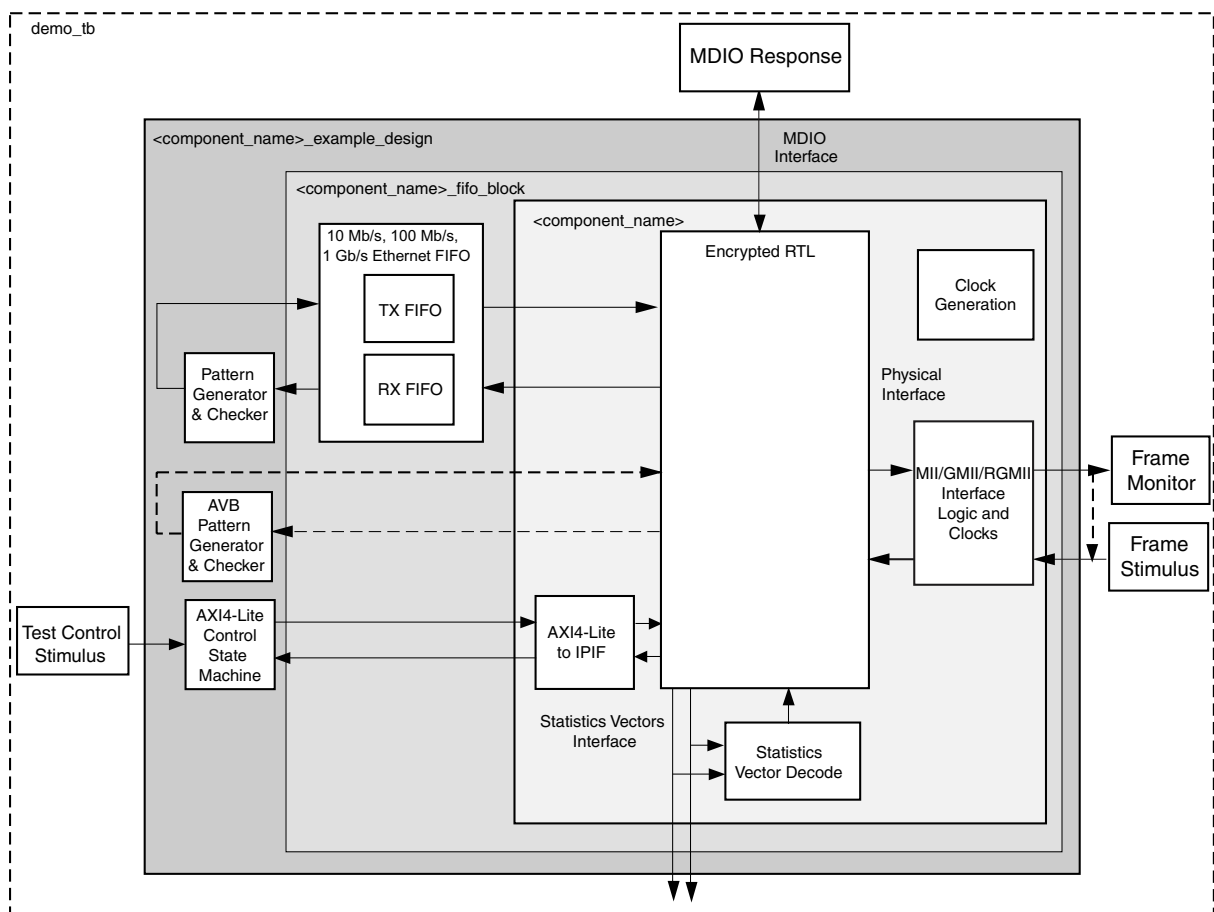 demo_tb
MDIO Response
<component_name>_example_design
MDIO
Interface
<component_name>_fifo_block
<component_name>
10 Mb/s, 100 Mb/s,
1 Gb/s Ethernet FIFO
TX FIFO
RX FIFO
Encrypted RTL
Clock
Generation
Pattern
Generator
& Checker
Physical
Interface
MII/GMII/RGMII
Interface
Logic and
Clocks
Frame
Monitor
Frame
Stimulus
AVB
Pattern
Generator
& Checker
Test Control
Stimulus
AXI4-Lite
Control
State
Machine
AXI4-Lite
to IPIF
Statistics Vectors
Interface
Statistics
Vector Decode